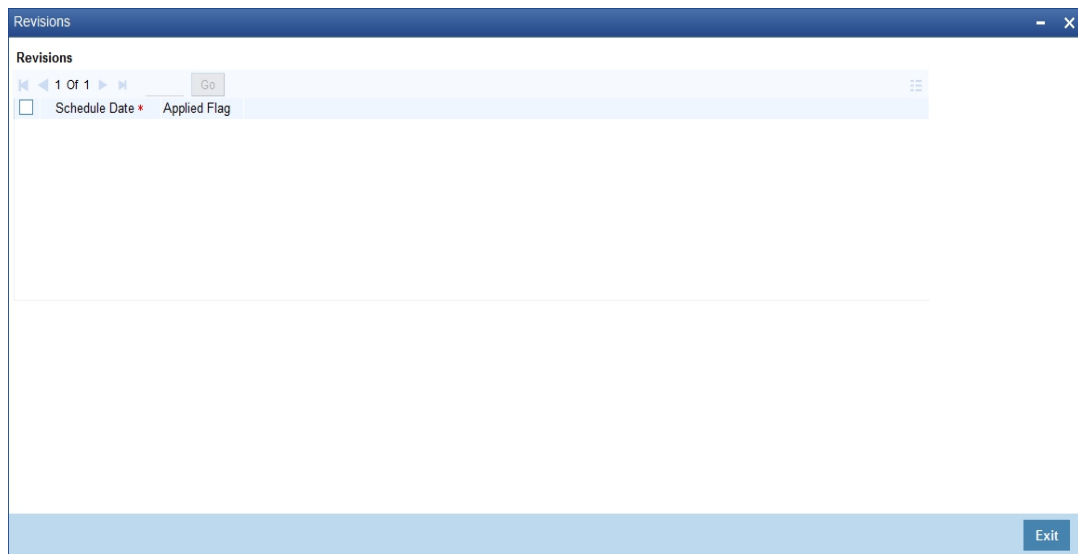 Revisions
Revisions
1 Of 1 Go
Schedule Date * Applied Flag
Exit